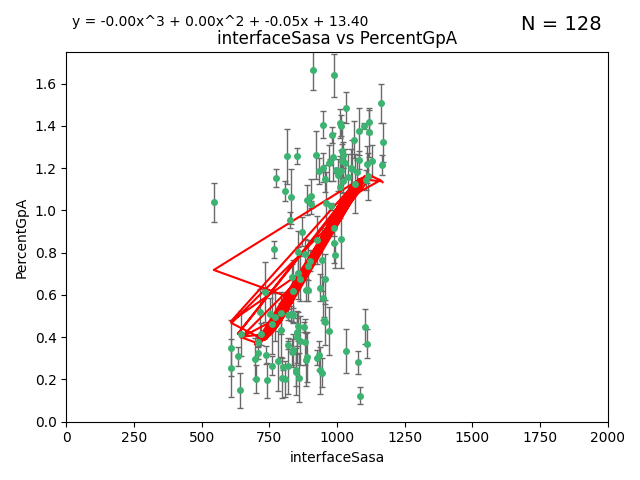 y = -0.00x^3 + 0.00x^2 + -0.05x + 13.40
N = 128
interfaceSasa vs PercentGpA
PercentGpA
1.6
1.4
1.2
1.0
0.8
0.6
0.4
0.2
0.0
0 250 500 750 1000 1250 1500 1750 2000
interfaceSasa